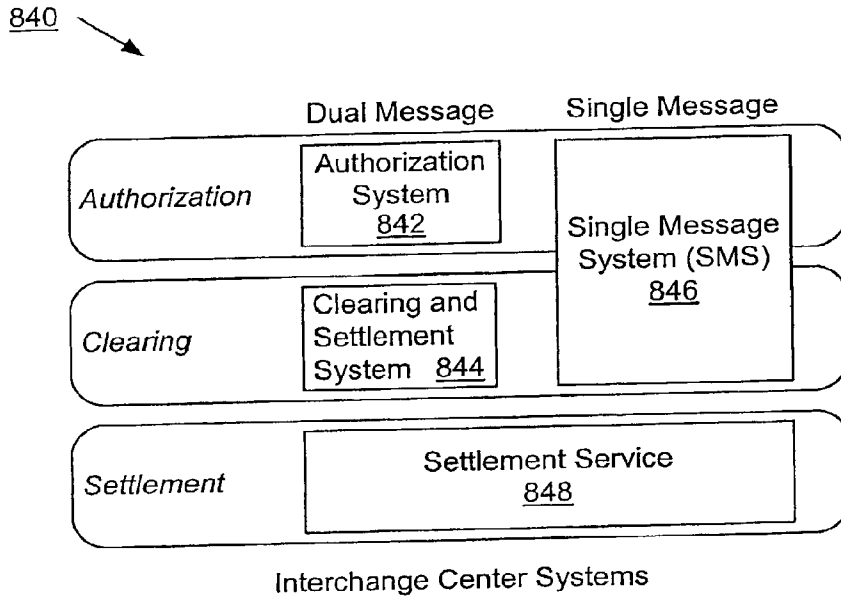 840
Dual Message
Single Message
Authorization
Authorization
System
842
Single Message
System (SMS)
846
Clearing
Clearing and
Settlement
System 844
Settlement
Settlement Service
848
Interchange Center Systems